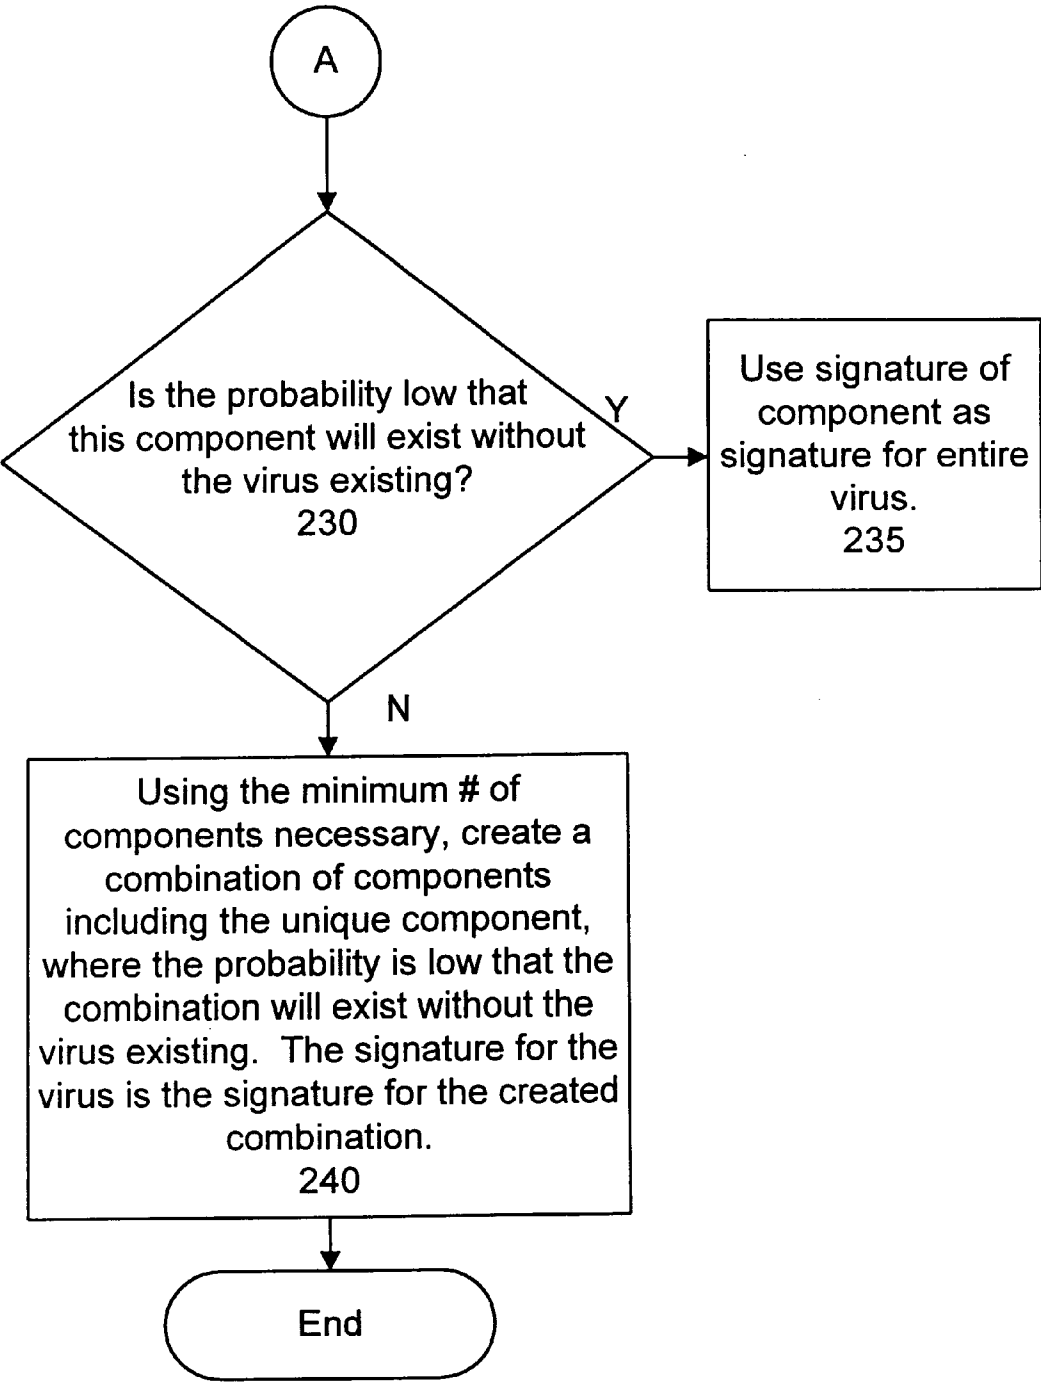 A
Is the probability low that
this component will exist without
the virus existing?
230
Y
Use signature of
component as
signature for entire
virus.
235
N
Using the minimum # of
components necessary, create a
combination of components
including the unique component,
where the probability is low that the
combination will exist without the
virus existing.  The signature for the
virus is the signature for the created
combination.
240
End